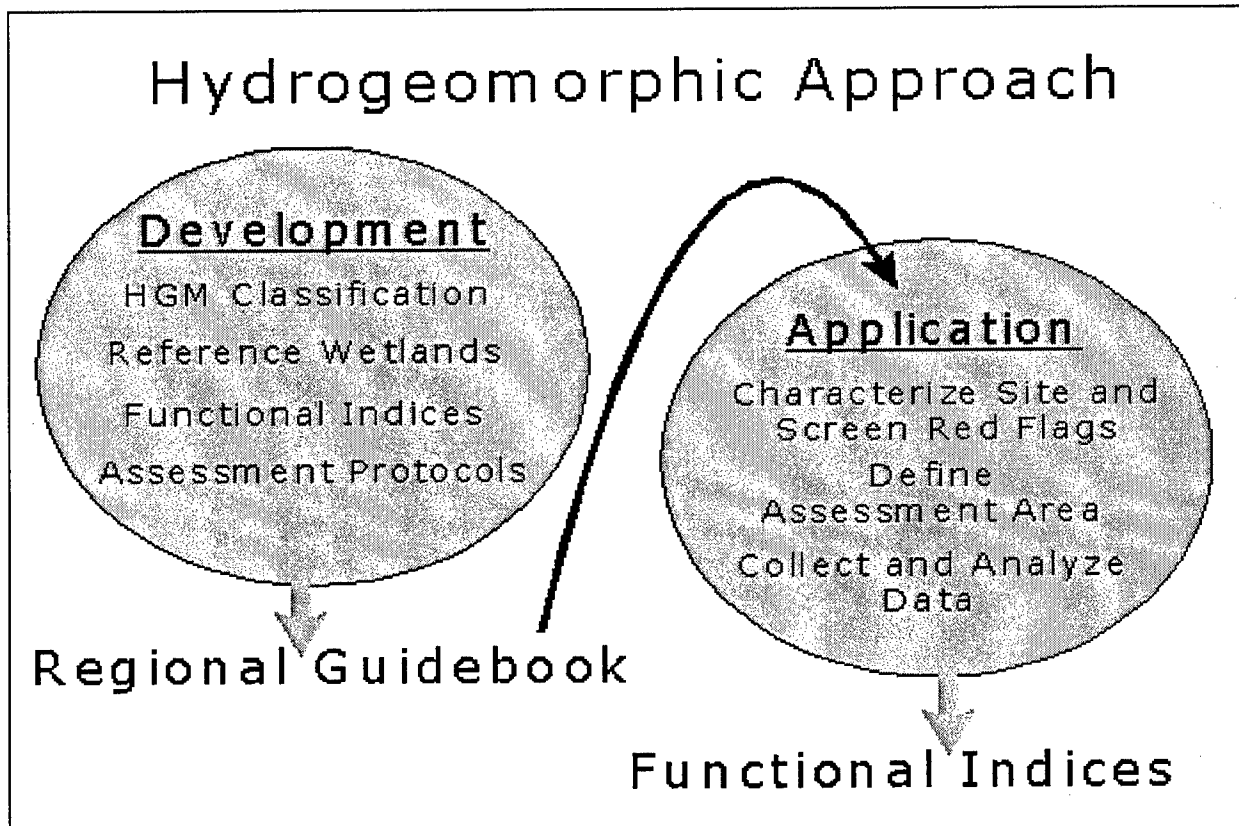 Hydrogeomorphic Approach
Development
HGM Classification
Reference Wetlands
Functional Indices
Assessment Protocols
Regional Guidebook
Application
Characterize Site and
Screen Red Flags
Define
Assessment Area
Collect and Analyze
Data
Functional Indices